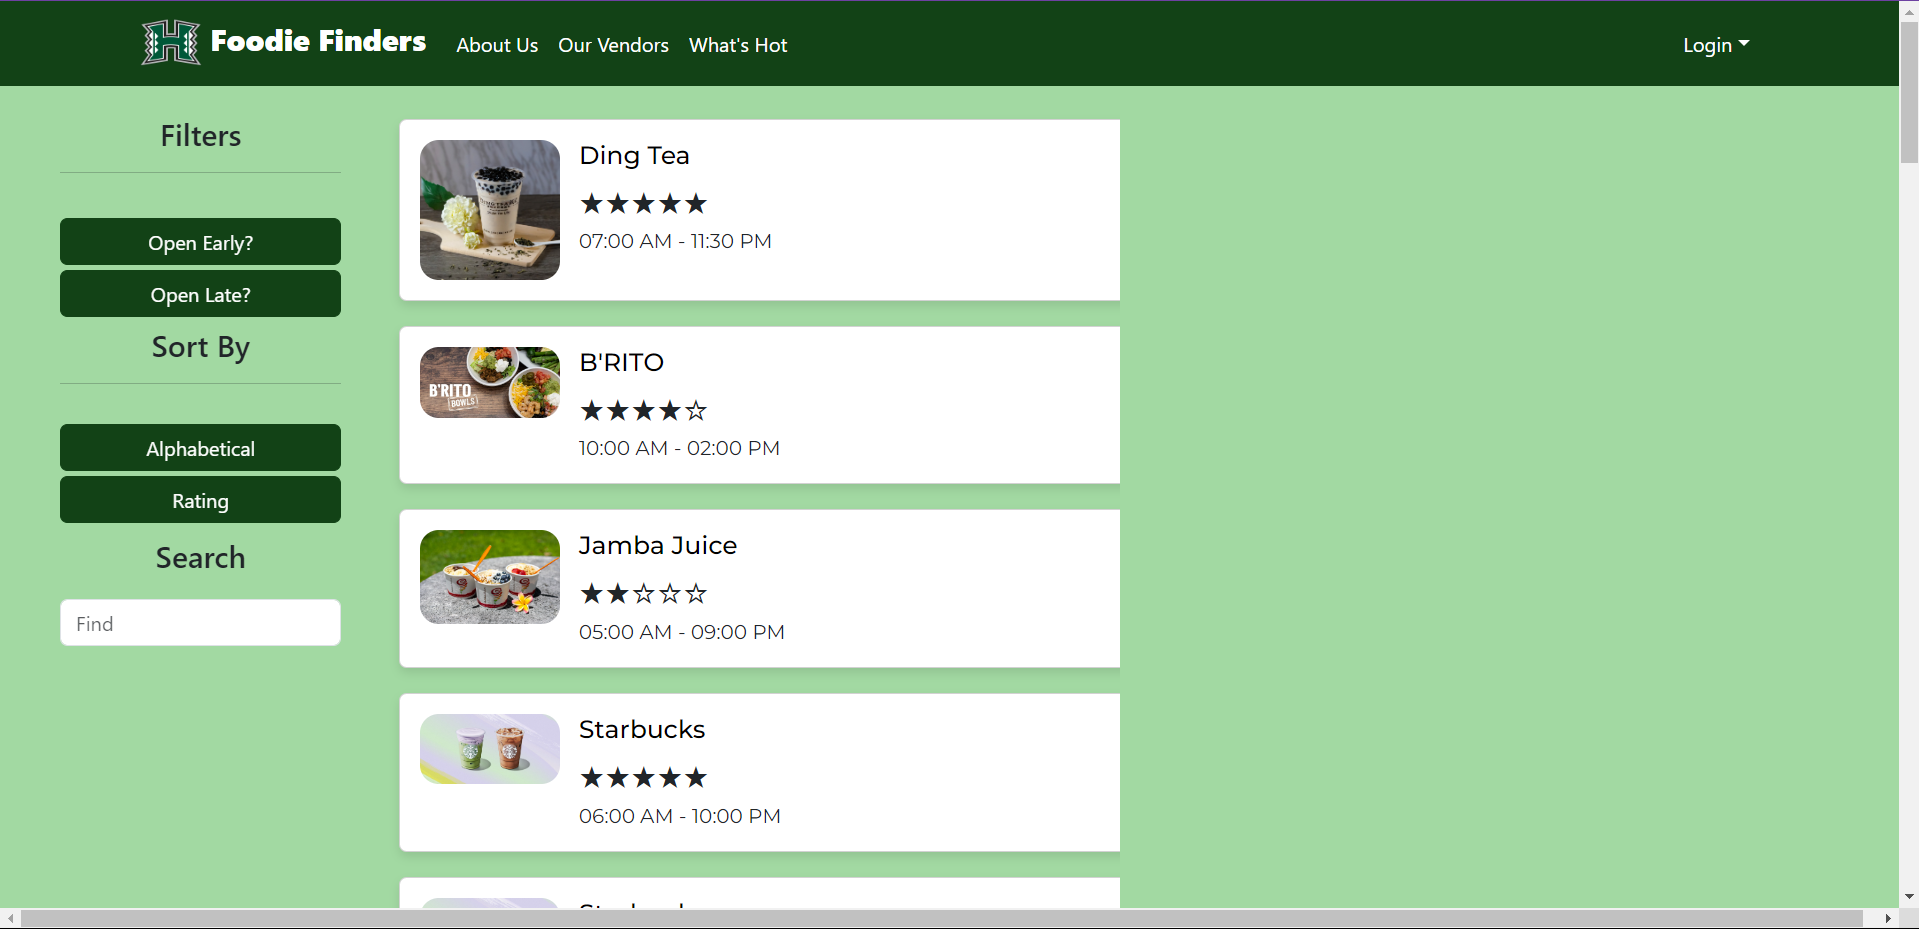 Foodie Finders About Us Our Vendors What's Hot Login
Filters
Open Early?
Open Late?
Sort By
Alphabetical
Rating
Search
Find
Ding Tea
★★★★★
07:00 AM - 11:30 PM
B'RITO
BOWLS
B'RITO
★★★★☆
10:00 AM - 02:00 PM
Jamba Juice
★★☆☆☆
05:00 AM - 09:00 PM
Starbucks
★★★★★
06:00 AM - 10:00 PM